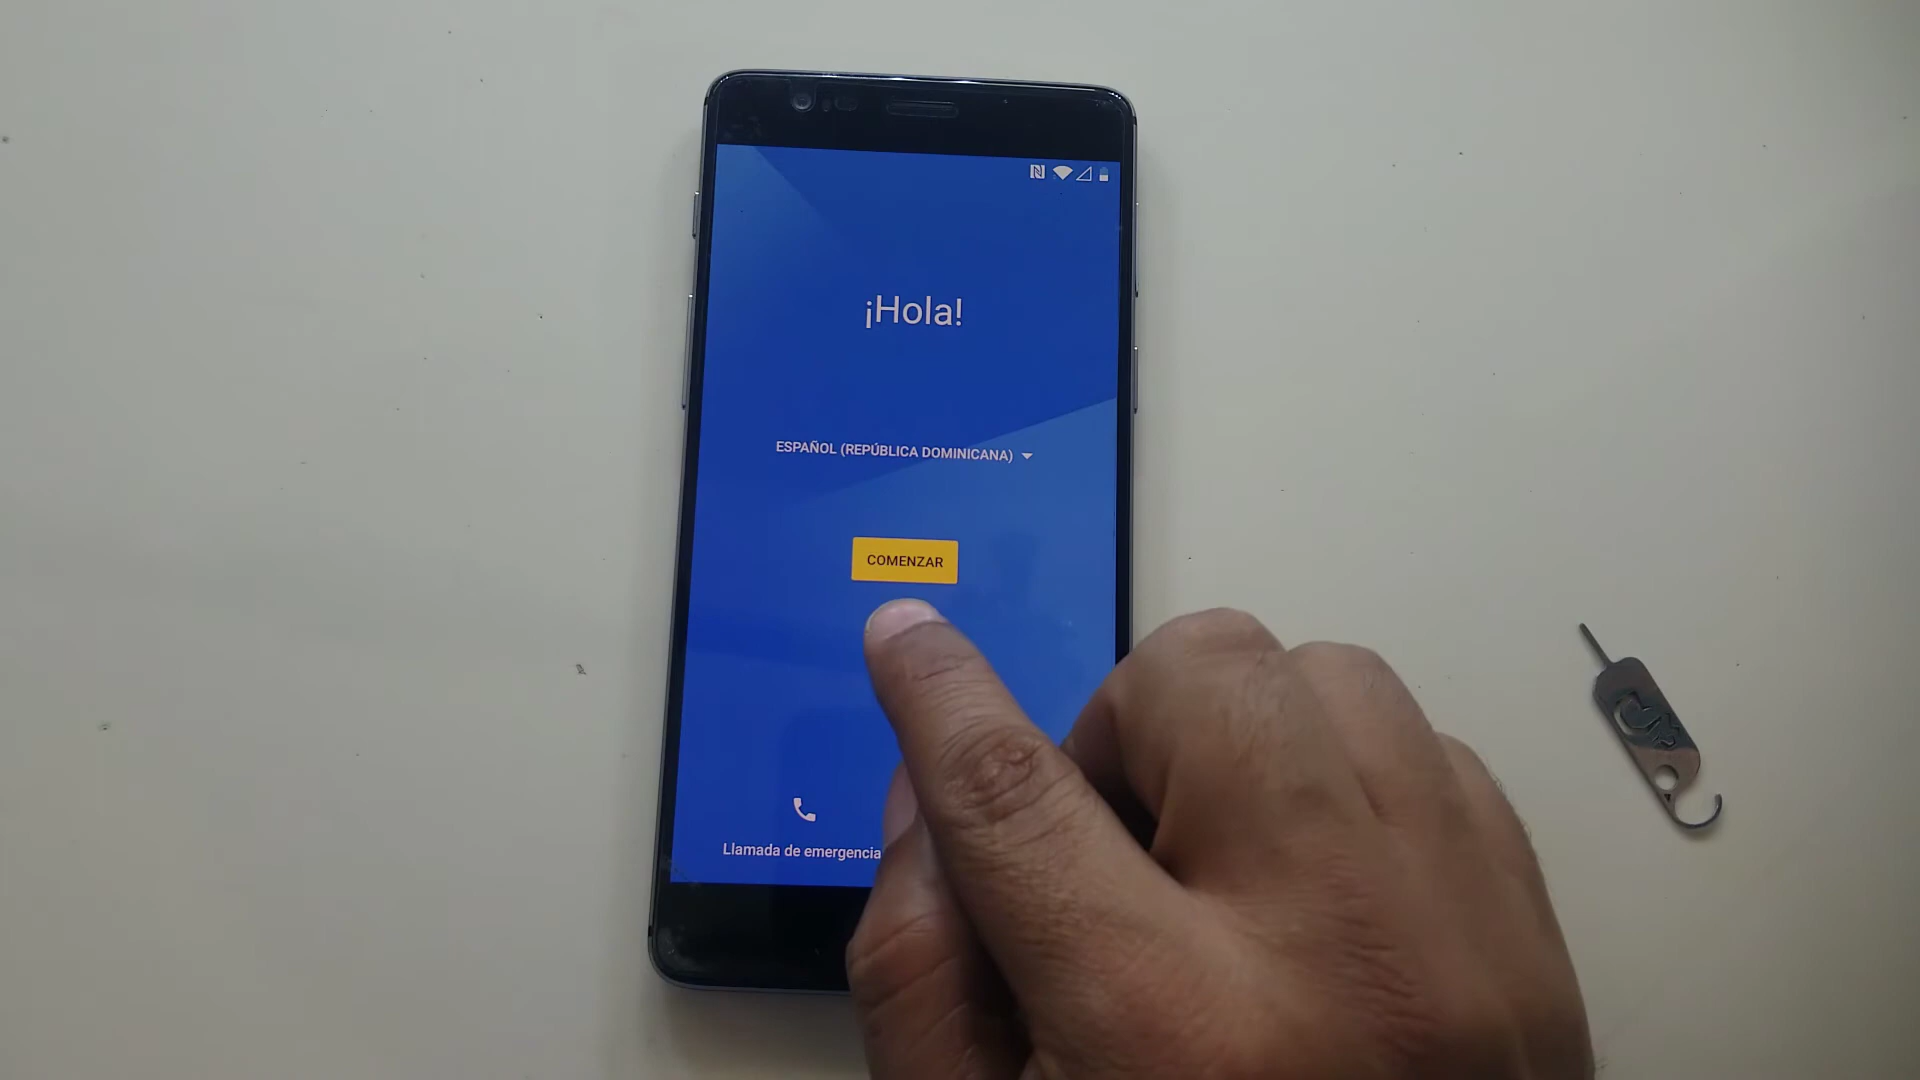 ¡Hola!
ESPAÑOL (REPÚBLICA DOMINICANA)
COMENZAR
Llamada de emergencia